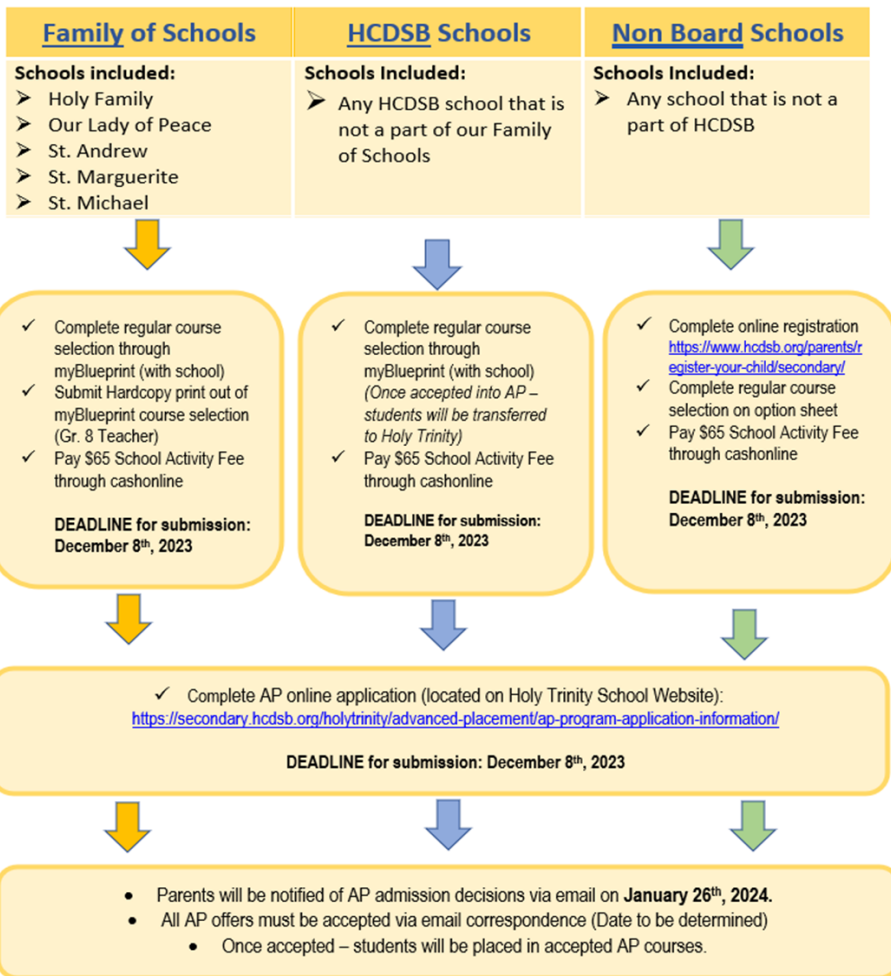 Family of Schools
Schools included:
➢ Holy Family
➢ Our Lady of Peace
➢ St. Andrew
➢ St. Marguerite
➢ St. Michael
HCDSB Schools
Schools Included:
➢ Any HCDSB school that is
not a part of our Family
of Schools
Non Board Schools
Schools Included:
➢ Any school that is not a
part of HCDSB
✓ Complete regular course
selection through
myBlueprint (with school)
✓ Submit Hardcopy print out of
myBlueprint course selection
(Gr. 8 Teacher)
✓ Pay $65 School Activity Fee
through cashonline
DEADLINE for submission:
December 8th, 2023
✓ Complete regular course
selection through
myBlueprint (with school)
(Once accepted into AP –
students will be transferred
to Holy Trinity)
✓ Pay $65 School Activity Fee
through cashonline
DEADLINE for submission:
December 8th, 2023
✓ Complete online registration
https://www.hcdsb.org/parents/r
egister-your-child/secondary/
✓ Complete regular course
selection on option sheet
✓ Pay $65 School Activity Fee
through cashonline
DEADLINE for submission:
December 8th, 2023
✓ Complete AP online application (located on Holy Trinity School Website):
https://secondary.hcdsb.org/holytrinity/advanced-placement/ap-program-application-information/
DEADLINE for submission: December 8th, 2023
• Parents will be notified of AP admission decisions via email on January 26th, 2024.
• All AP offers must be accepted via email correspondence (Date to be determined)
• Once accepted – students will be placed in accepted AP courses.